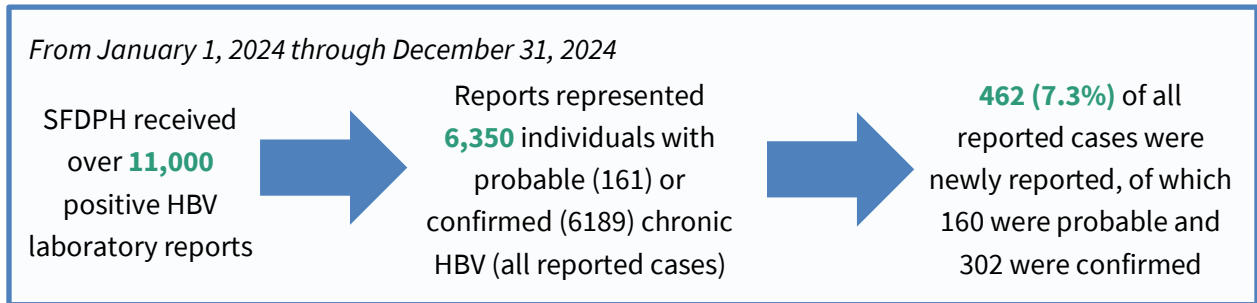 From January 1, 2024 through December 31, 2024
SFDPH received
over 11,000
positive HBV
laboratory reports
Reports represented
6,350 individuals with
probable (161) or
confirmed (6189) chronic
HBV (all reported cases)
462 (7.3%) of all
reported cases were
newly reported, of which
160 were probable and
302 were confirmed